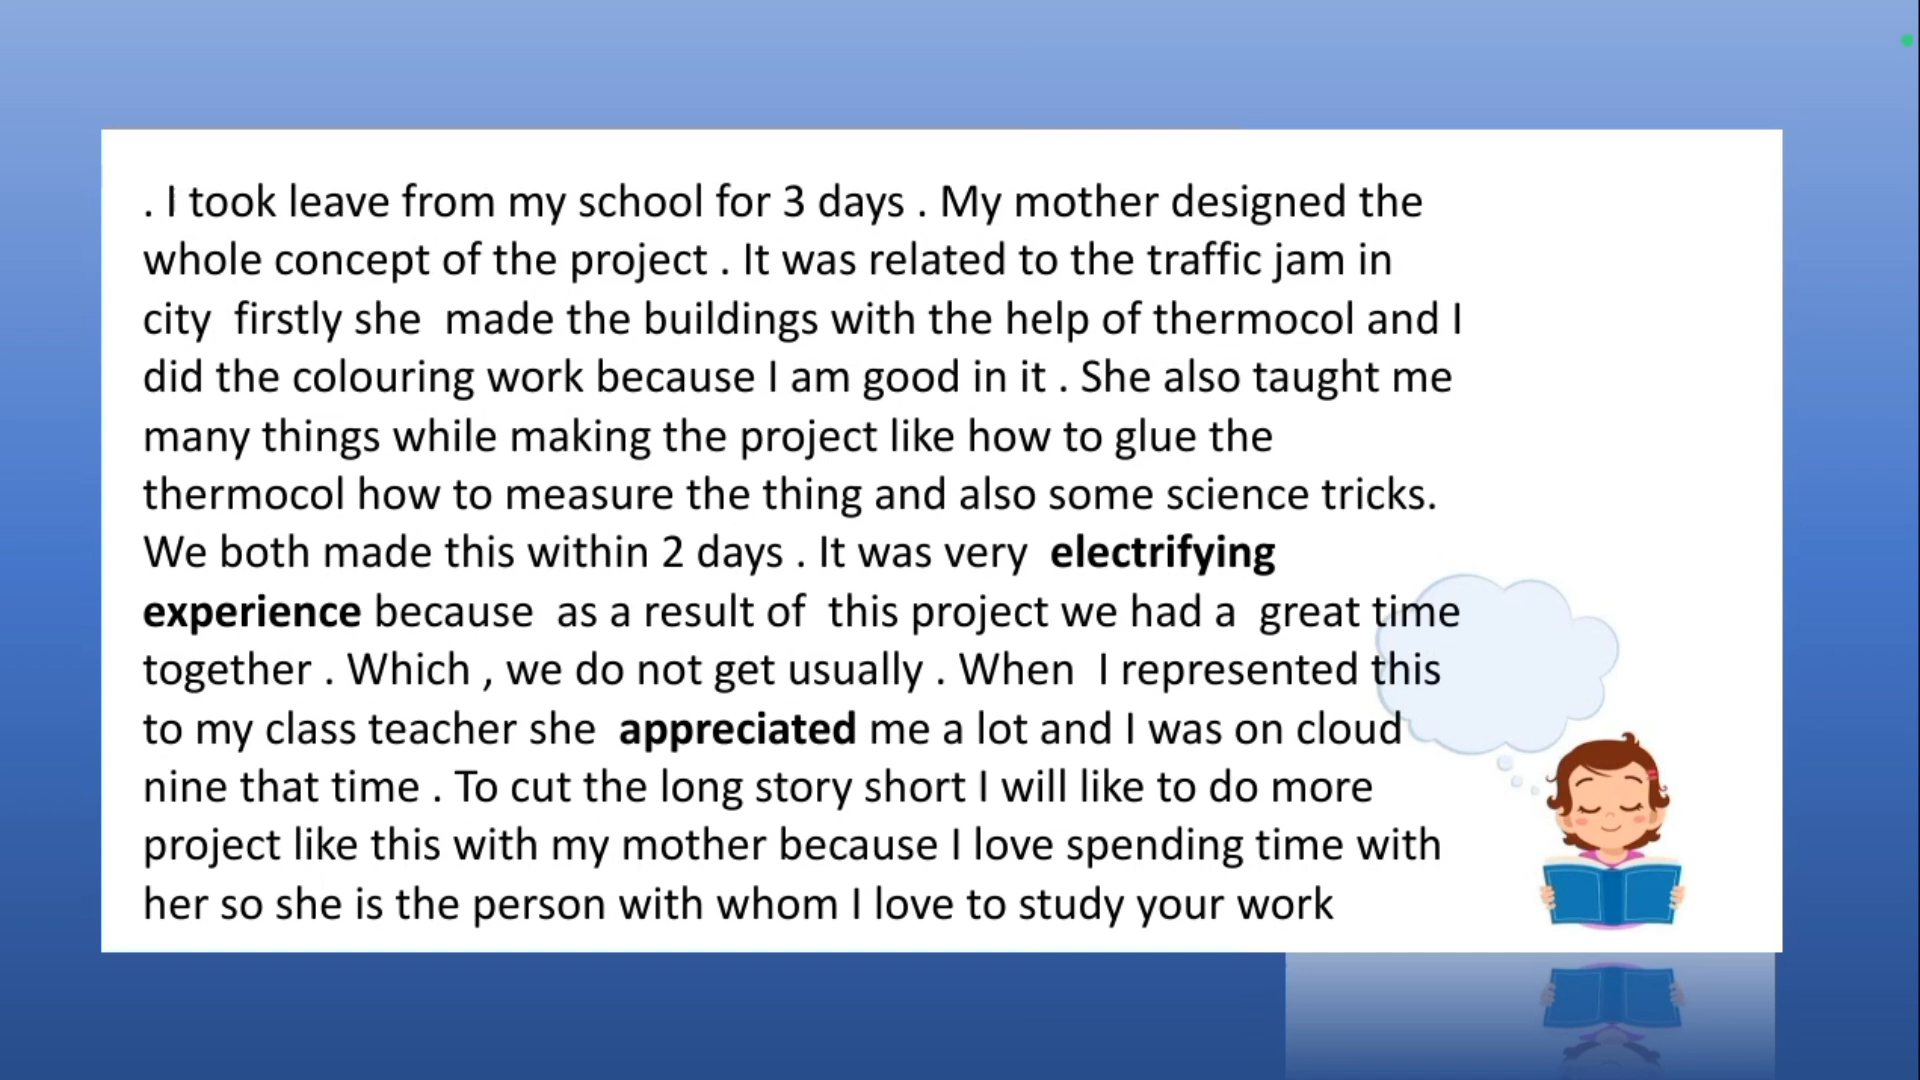 . I took leave from my school for 3 days . My mother designed the
whole concept of the project . It was related to the traffic jam in
city  firstly she  made the buildings with the help of thermocol and I
did the colouring work because I am good in it . She also taught me
many things while making the project like how to glue the
thermocol how to measure the thing and also some science tricks.
We both made this within 2 days . It was very  electrifying
experience because  as a result of  this project we had a  great time
together . Which , we do not get usually . When  I represented this
to my class teacher she  appreciated me a lot and I was on cloud
nine that time . To cut the long story short I will like to do more
project like this with my mother because I love spending time with
her so she is the person with whom I love to study your work